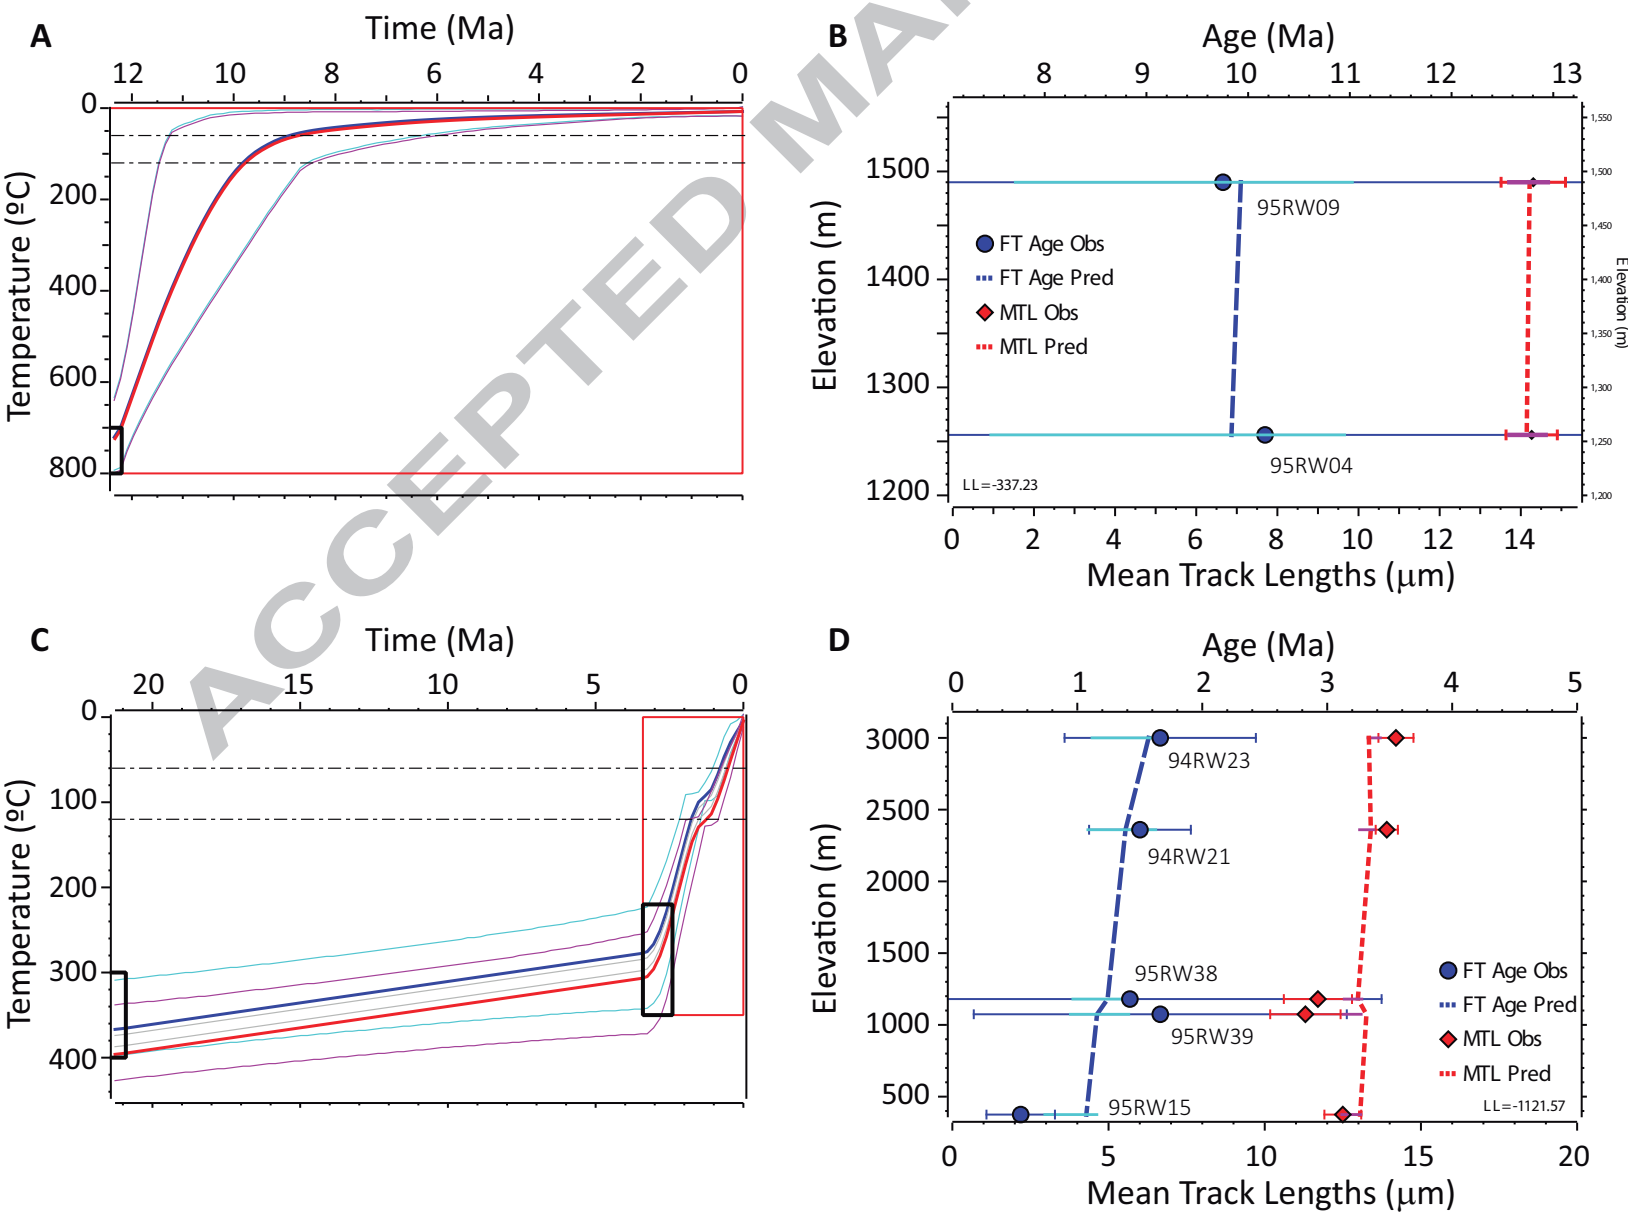 ACCEPTED MA
A
Time (Ma)
12 10 8 6 4 2 0
Temperature (ºC)
0
200
400
600
800
B
Age (Ma)
8 9 10 11 12 13
Elevation (m)
1500
1400
1300
1200
1,550
1,500
1,450
1,400
1,350
1,300
1,250
1,200
Elevation (m)
95RW09
FT Age Obs
FT Age Pred
MTL Obs
MTL Pred
95RW04
LL=-337.23
0 2 4 6 8 10 12 14
Mean Track Lengths (μm)
C
Time (Ma)
20 15 10 5 0
Temperature (ºC)
0
100
200
300
400
D
Age (Ma)
0 1 2 3 4 5
Elevation (m)
3000
2500
2000
1500
1000
500
94RW23
94RW21
95RW38
95RW39
95RW15
FT Age Obs
FT Age Pred
MTL Obs
MTL Pred
LL=-1121.57
0 5 10 15 20
Mean Track Lengths (μm)